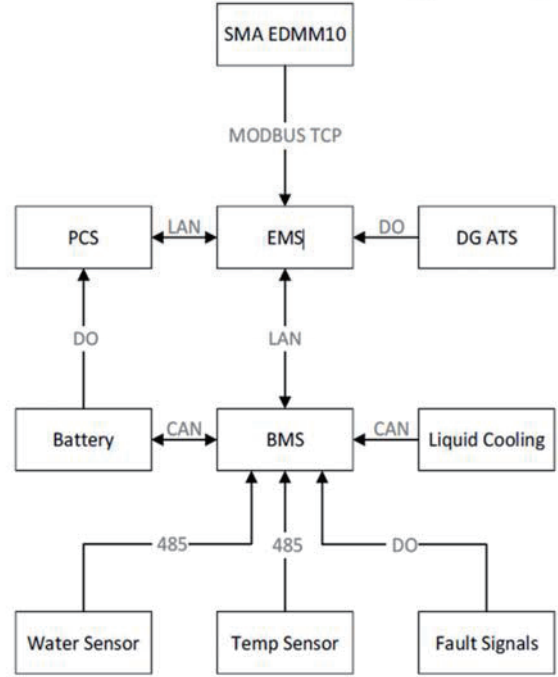 SMA EDMM10
MODBUS TCP
PCS
LAN
EMS
DO
DG ATS
DO
LAN
Battery
CAN
BMS
CAN
Liquid Cooling
485
485
DO
Water Sensor
Temp Sensor
Fault Signals